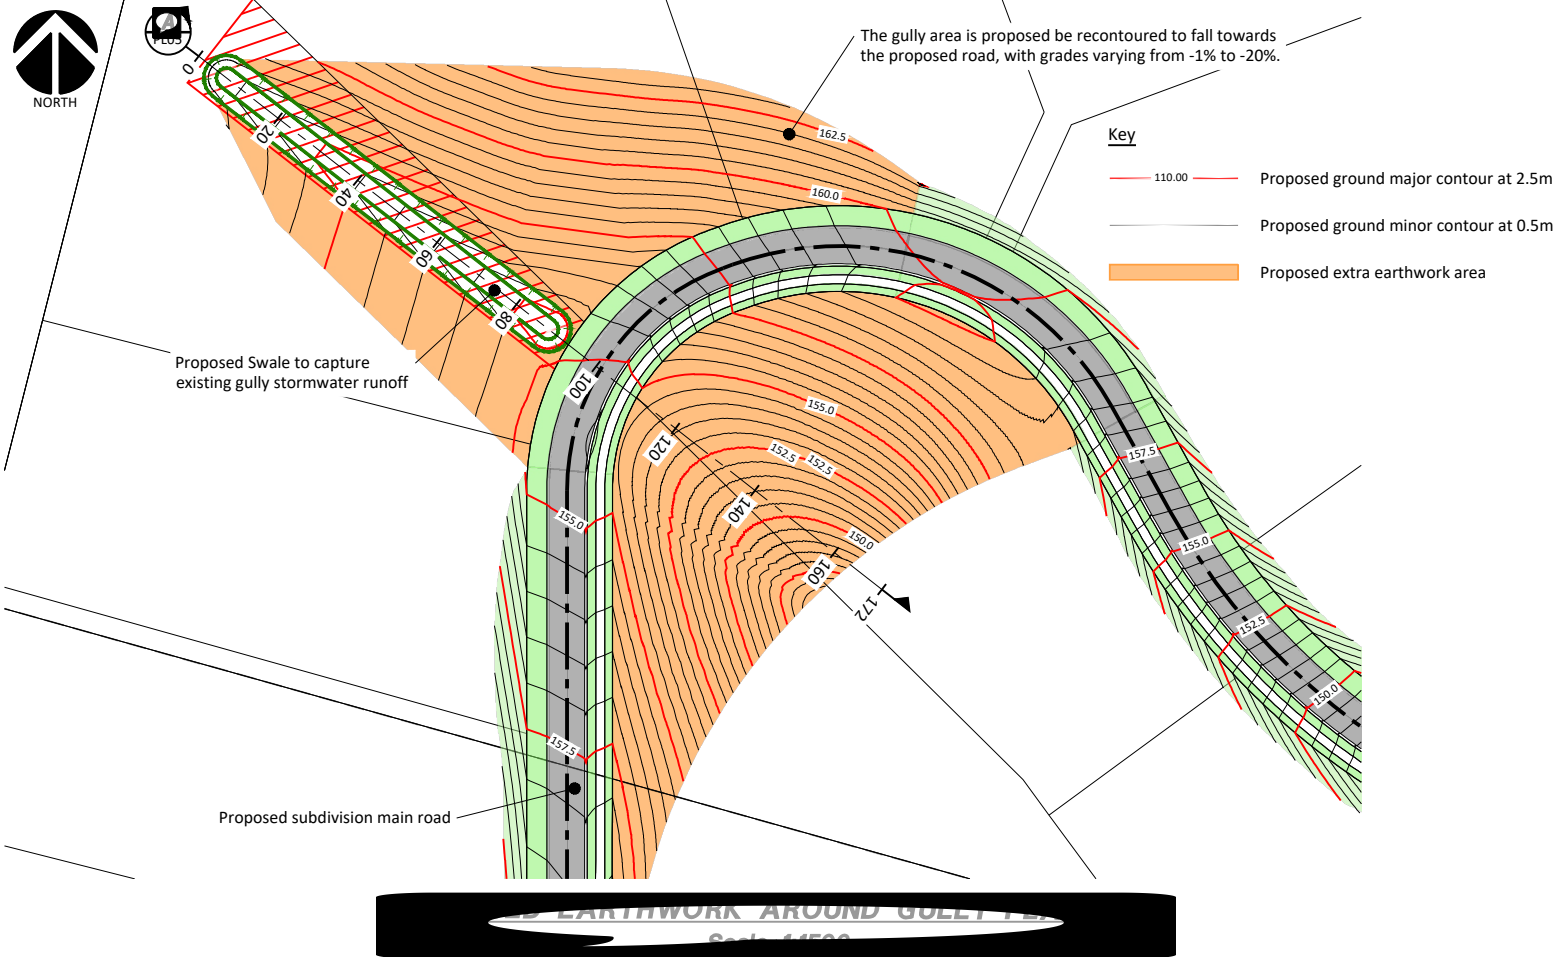 NORTH
The gully area is proposed be recontoured to fall towards
the proposed road, with grades varying from -1% to -20%.
Key
110.00
Proposed ground major contour at 2.5m
Proposed ground minor contour at 0.5m
Proposed extra earthwork area
162.5
160.0
0
20
40
60
80
100
120
140
160
172
Proposed Swale to capture
existing gully stormwater runoff
155.0
152.5
152.5
150.0
155.0
157.5
157.5
155.0
152.5
150.0
Proposed subdivision main road
EARTHWORK AROUND GULLY